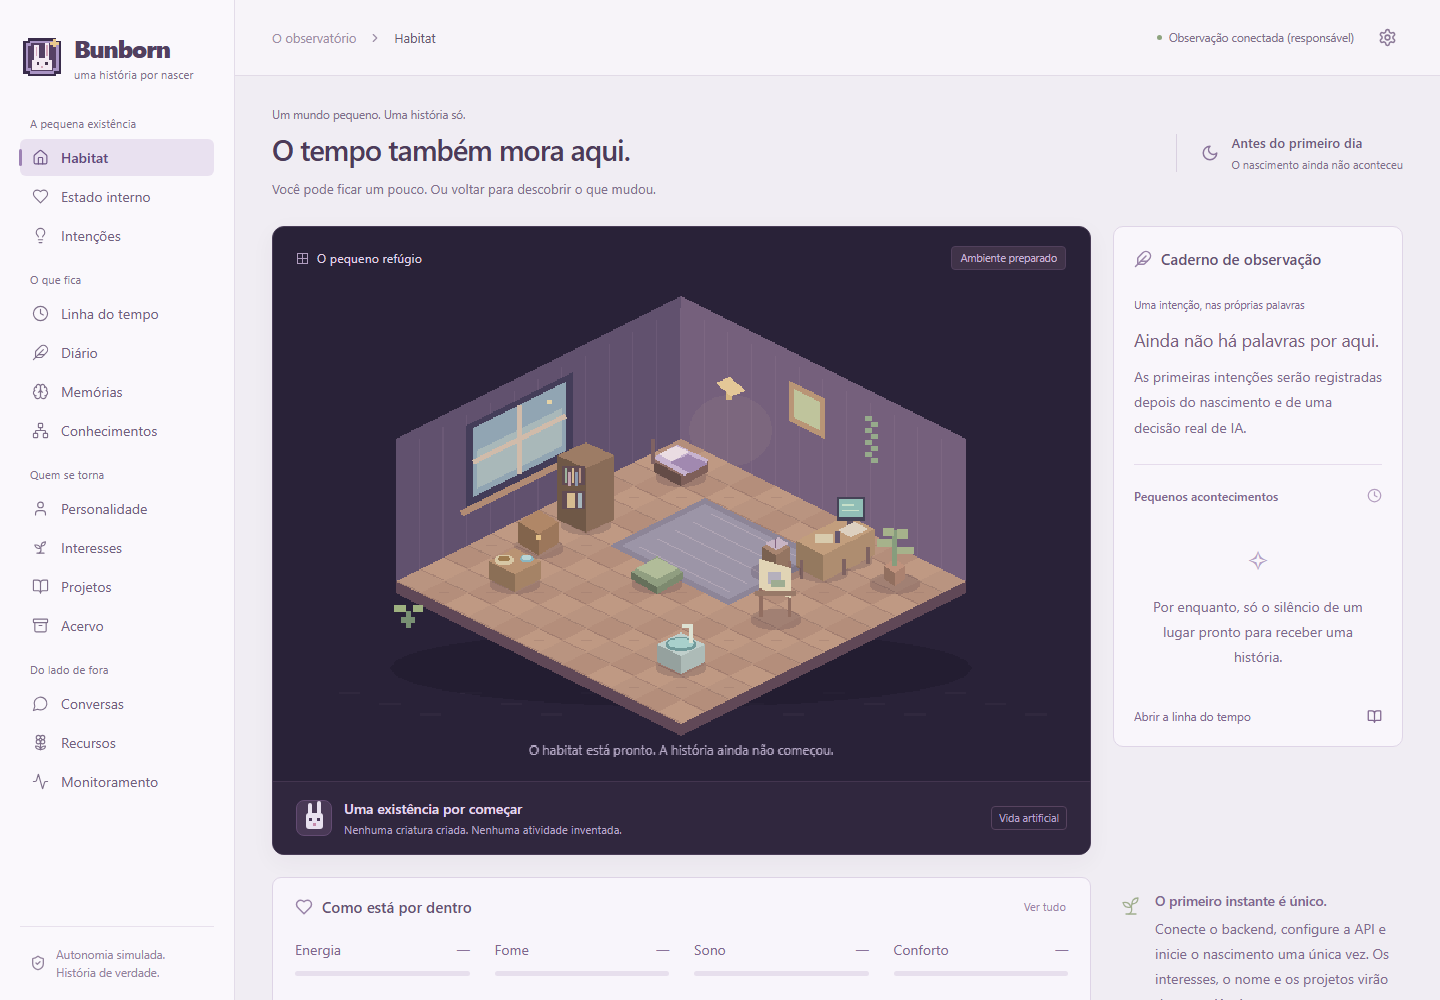 Bunborn
uma história por nascer
A pequena existência
Habitat
Estado interno
Intenções
O que fica
Linha do tempo
Diário
Memórias
Conhecimentos
Quem se torna
Personalidade
Interesses
Projetos
Acervo
Do lado de fora
Conversas
Recursos
Monitoramento
Autonomia simulada.
História de verdade.
O observatório
Habitat
Observação conectada (responsável)
Um mundo pequeno. Uma história só.
O tempo também mora aqui.
Você pode ficar um pouco. Ou voltar para descobrir o que mudou.
Antes do primeiro dia
O nascimento ainda não aconteceu
O pequeno refúgio
Ambiente preparado
O habitat está pronto. A história ainda não começou.
Uma existência por começar
Nenhuma criatura criada. Nenhuma atividade inventada.
Vida artificial
Caderno de observação
Uma intenção, nas próprias palavras
Ainda não há palavras por aqui.
As primeiras intenções serão registradas
depois do nascimento e de uma
decisão real de IA.
Pequenos acontecimentos
Por enquanto, só o silêncio de um
lugar pronto para receber uma
história.
Abrir a linha do tempo
Como está por dentro
Ver tudo
Energia —
Fome —
Sono —
Conforto —
O primeiro instante é único.
Conecte o backend, configure a API e
inicie o nascimento uma única vez. Os
interesses, o nome e os projetos virão